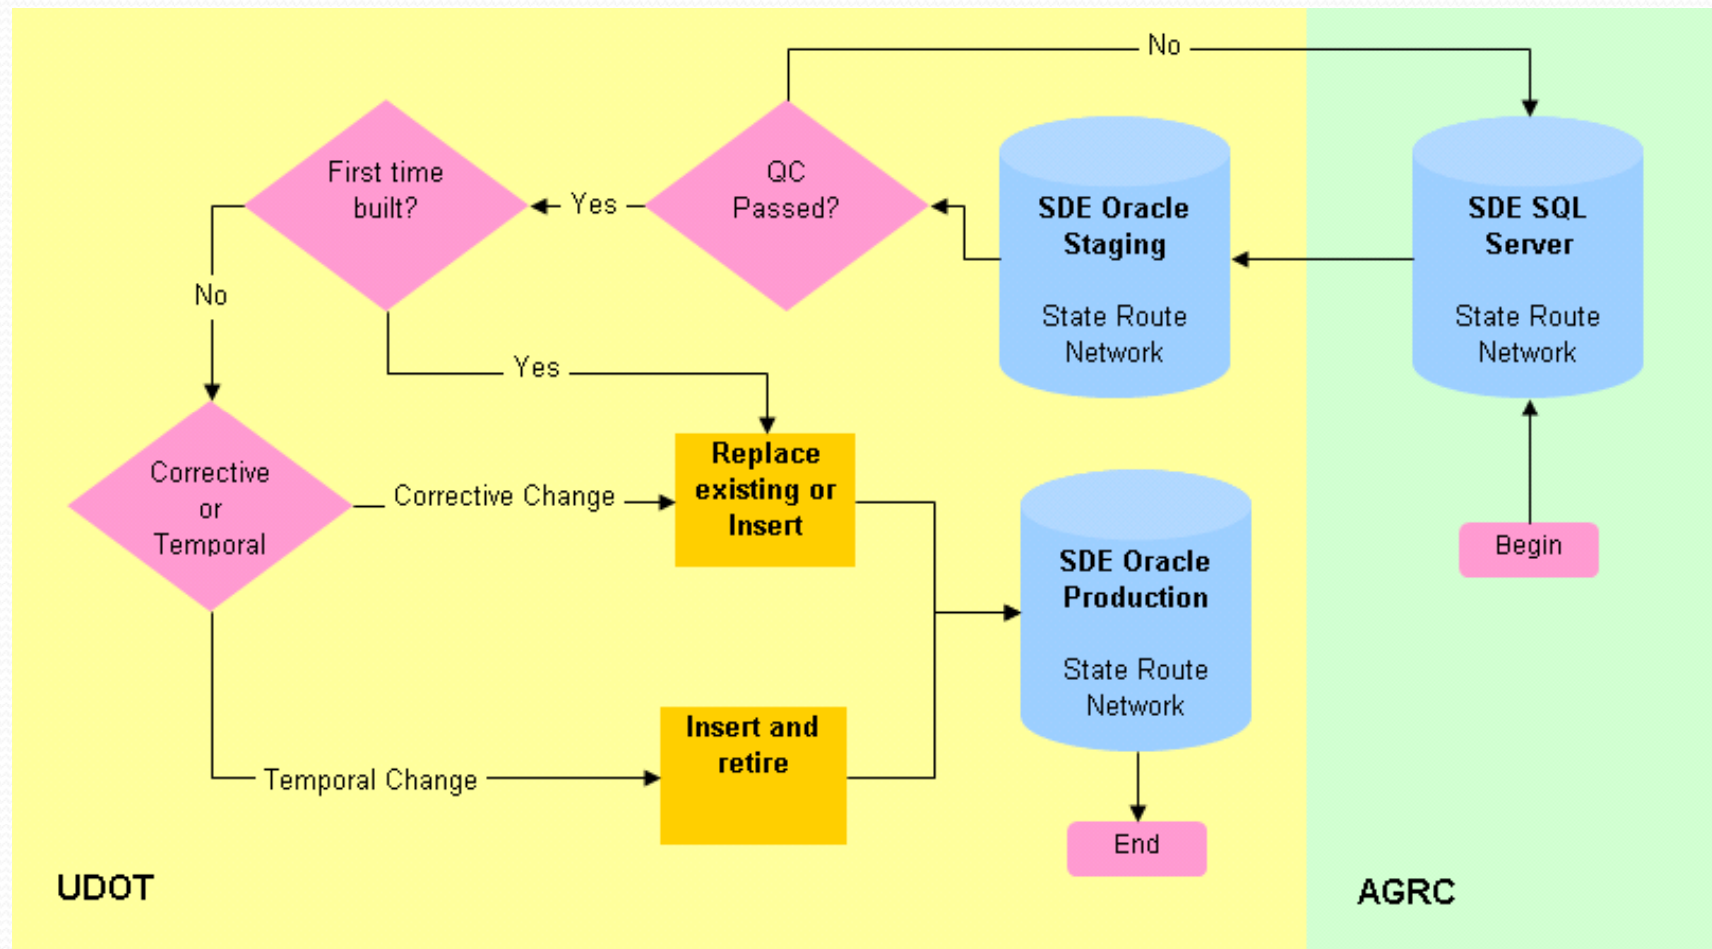 No
First time
built?
Yes
QC
Passed?
SDE Oracle
Staging
State Route
Network
SDE SQL
Server
State Route
Network
No
Yes
Corrective
or
Temporal
Corrective Change
Replace
existing or
Insert
SDE Oracle
Production
State Route
Network
Begin
Temporal Change
Insert and
retire
End
UDOT
AGRC